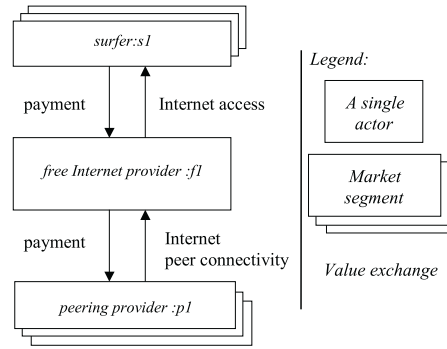 surfer:s1
payment
Internet access
free Internet provider :f1
payment
Internet
peer connectivity
peering provider :p1
Legend:
A single
actor
Market
segment
Value exchange